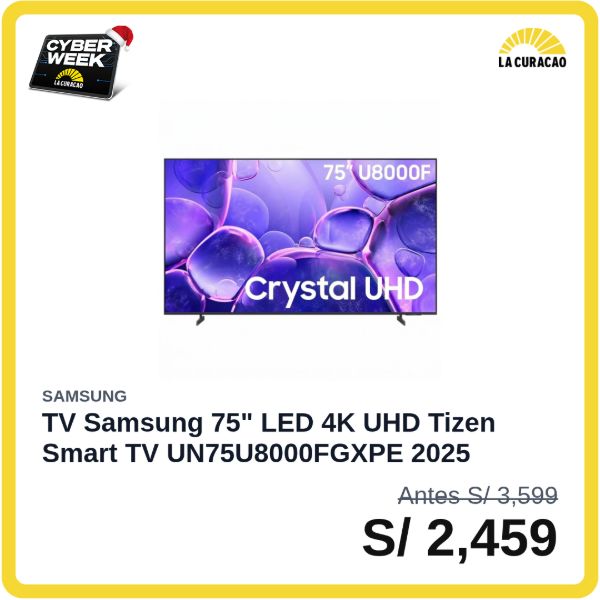 CYBER
WEEK
LA CURACAO
LA CURACAO
75" U8000F
Crystal UHD
SAMSUNG
TV Samsung 75" LED 4K UHD Tizen
Smart TV UN75U8000FGXPE 2025
Antes S/ 3,599
S/ 2,459